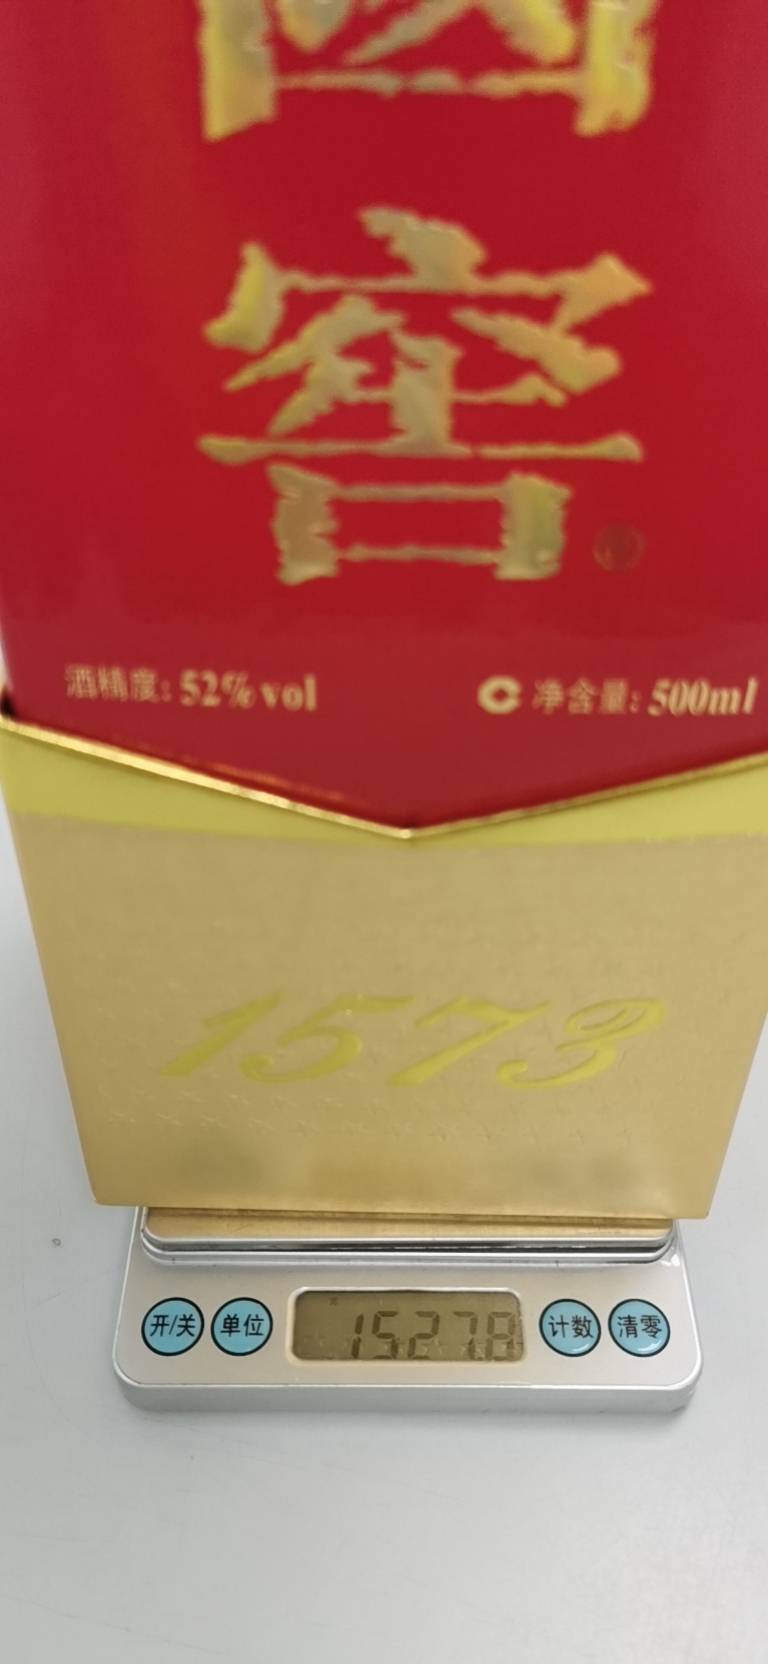 國
窖
酒精度: 52%vol
净含量: 500ml
1573
开/关 单位 1527.8 计数 清零